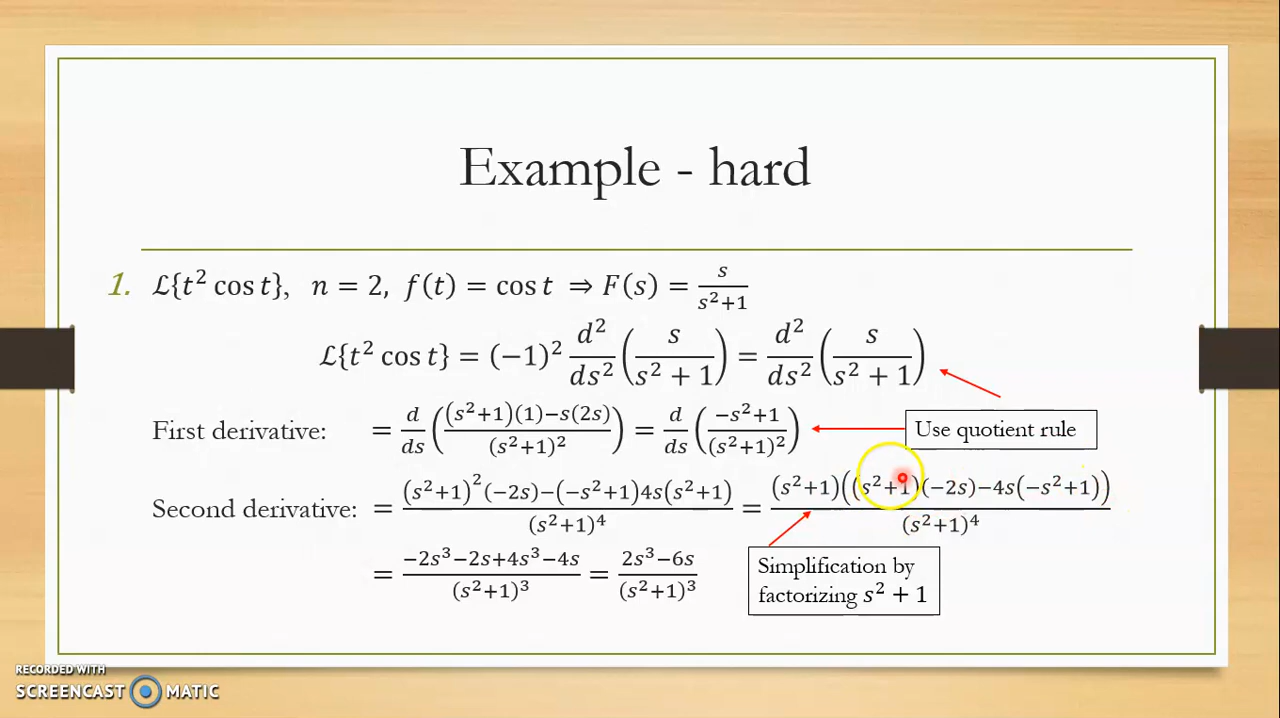 Example - hard
1. ℒ{t² cos t}, n = 2, f(t) = cos t ⇒ F(s) = s/(s²+1)
ℒ{t² cos t} = (−1)² d²/ds² (s/(s² + 1)) = d²/ds² (s/(s² + 1))
First derivative: = d/ds (((s²+1)(1)−s(2s))/(s²+1)²) = d/ds ((−s²+1)/(s²+1)²)
Use quotient rule
Second derivative: = ((s²+1)²(−2s)−(−s²+1)4s(s²+1))/(s²+1)⁴ = ((s²+1)((s²+1)(−2s)−4s(−s²+1)))/(s²+1)⁴
= (−2s³−2s+4s³−4s)/(s²+1)³ = (2s³−6s)/(s²+1)³
Simplification by
factorizing s² + 1
RECORDED WITH
SCREENCAST MATIC